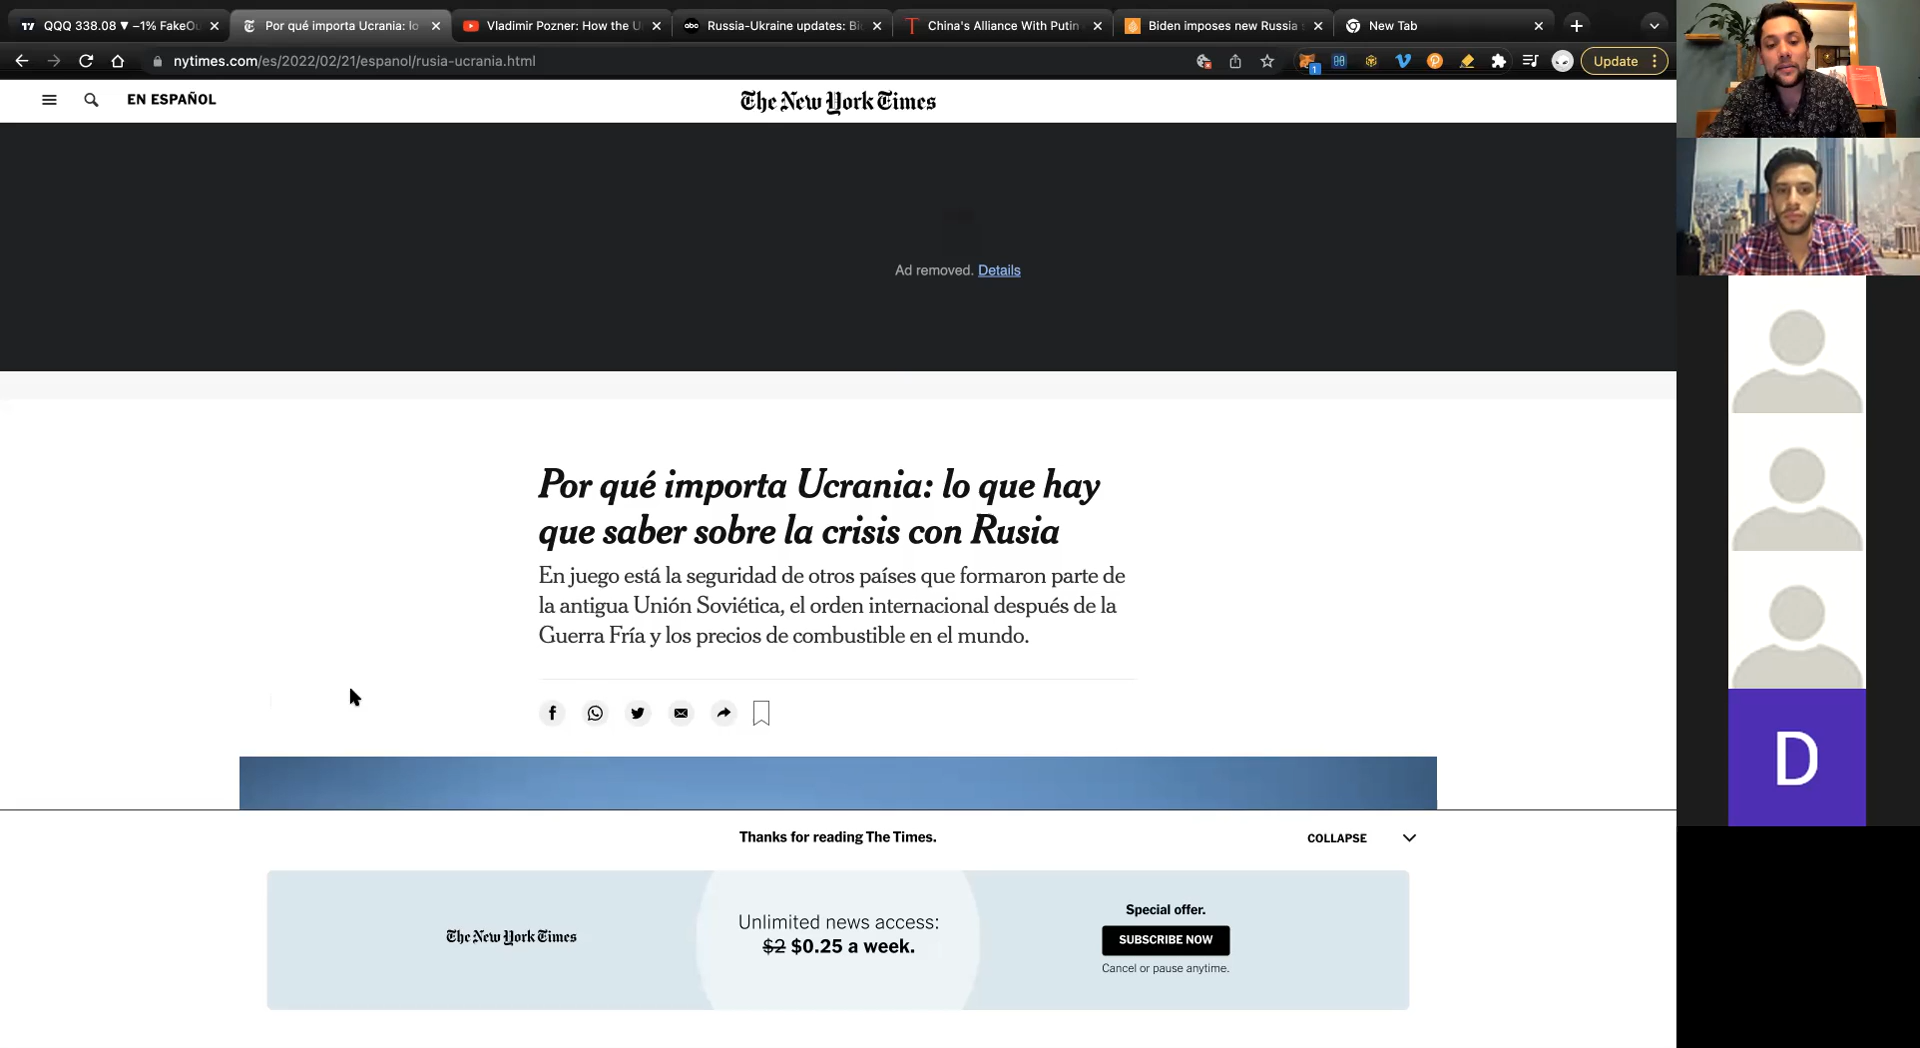 QQQ 338.08 ▼ −1% FakeOu
Por qué importa Ucrania: lo
Vladimir Pozner: How the U
abc
Russia-Ukraine updates: Bi
China's Alliance With Putin
Biden imposes new Russia s
New Tab
nytimes.com/es/2022/02/21/espanol/rusia-ucrania.html
1
Update
EN ESPAÑOL
The New York Times
Ad removed. Details
Por qué importa Ucrania: lo que hay
que saber sobre la crisis con Rusia
En juego está la seguridad de otros países que formaron parte de
la antigua Unión Soviética, el orden internacional después de la
Guerra Fría y los precios de combustible en el mundo.
D
Thanks for reading The Times.
COLLAPSE
The New York Times
Unlimited news access:
$2 $0.25 a week.
Special offer.
SUBSCRIBE NOW
Cancel or pause anytime.